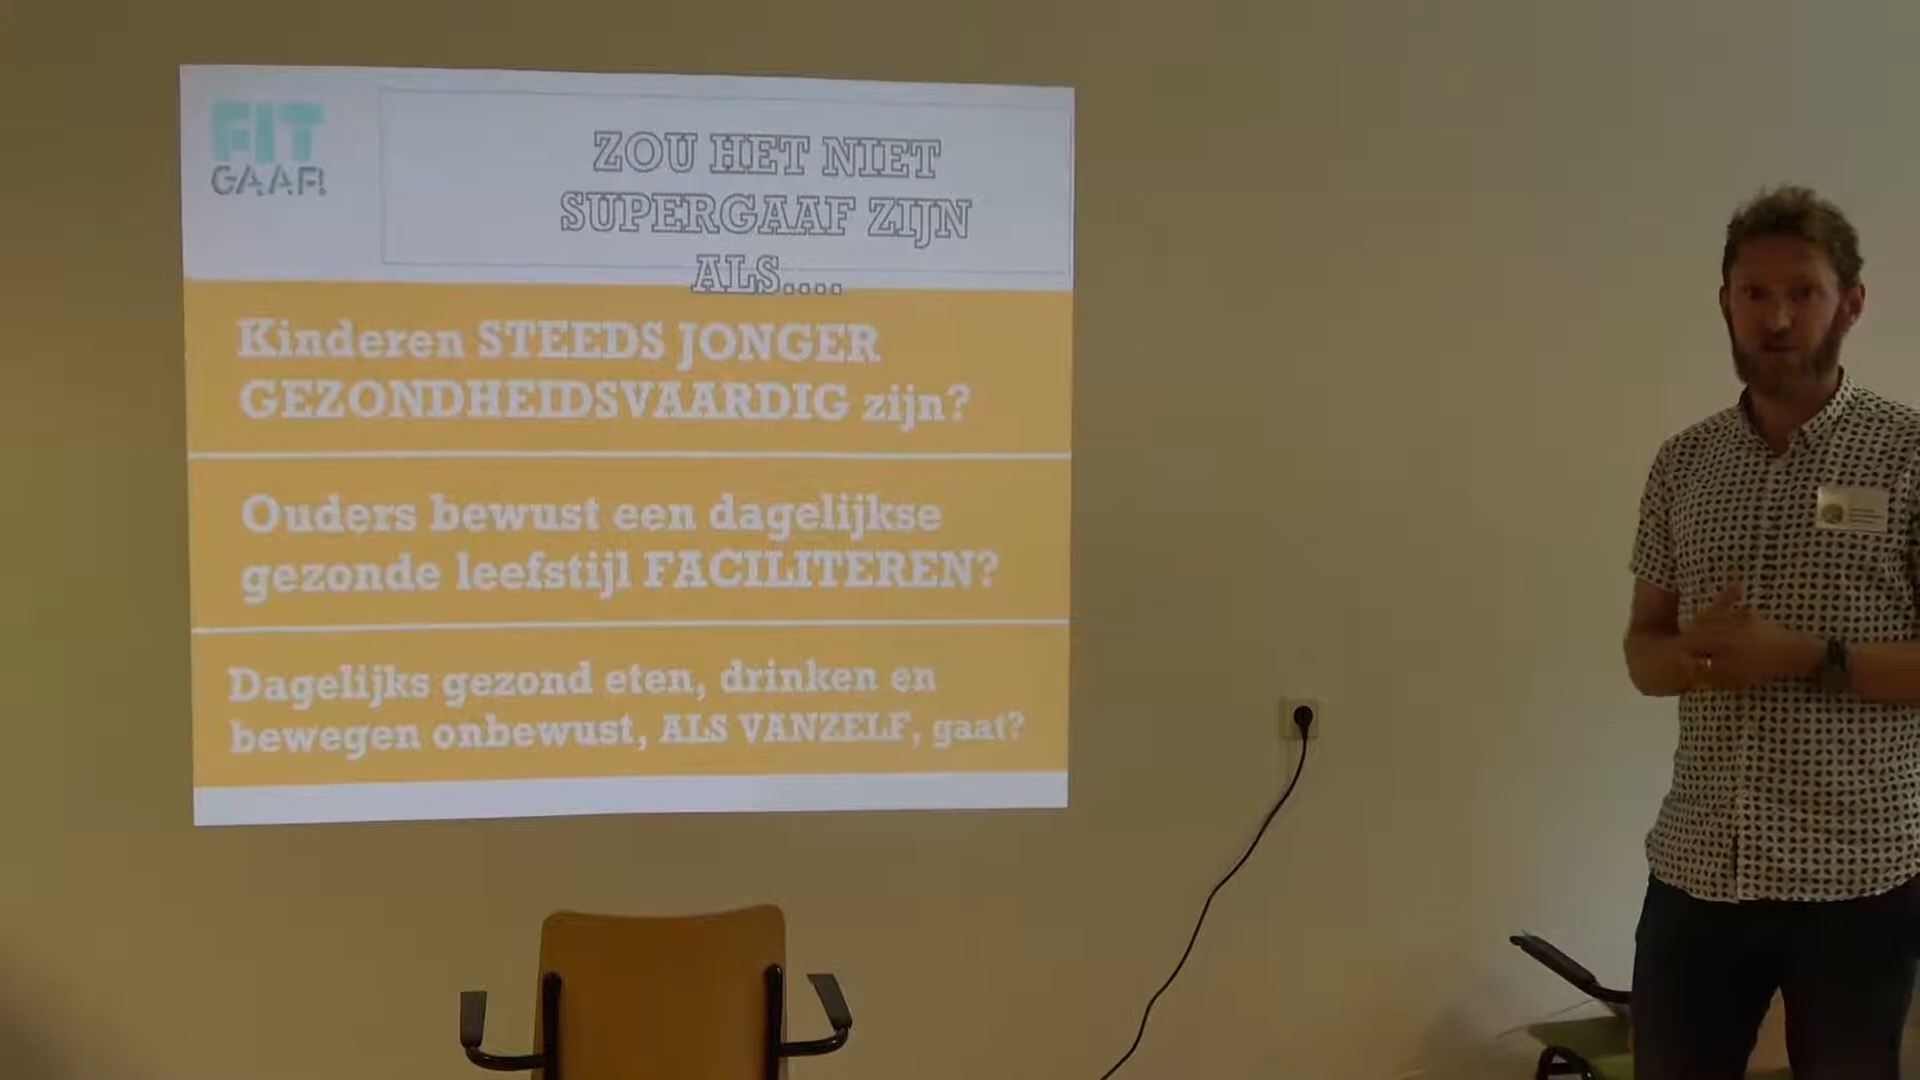 FIT
GAAF!
ZOU HET NIET
SUPERGAAF ZIJN
ALS....
Kinderen STEEDS JONGER
GEZONDHEIDSVAARDIG zijn?
Ouders bewust een dagelijkse
gezonde leefstijl FACILITEREN?
Dagelijks gezond eten, drinken en
bewegen onbewust, ALS VANZELF, gaat?